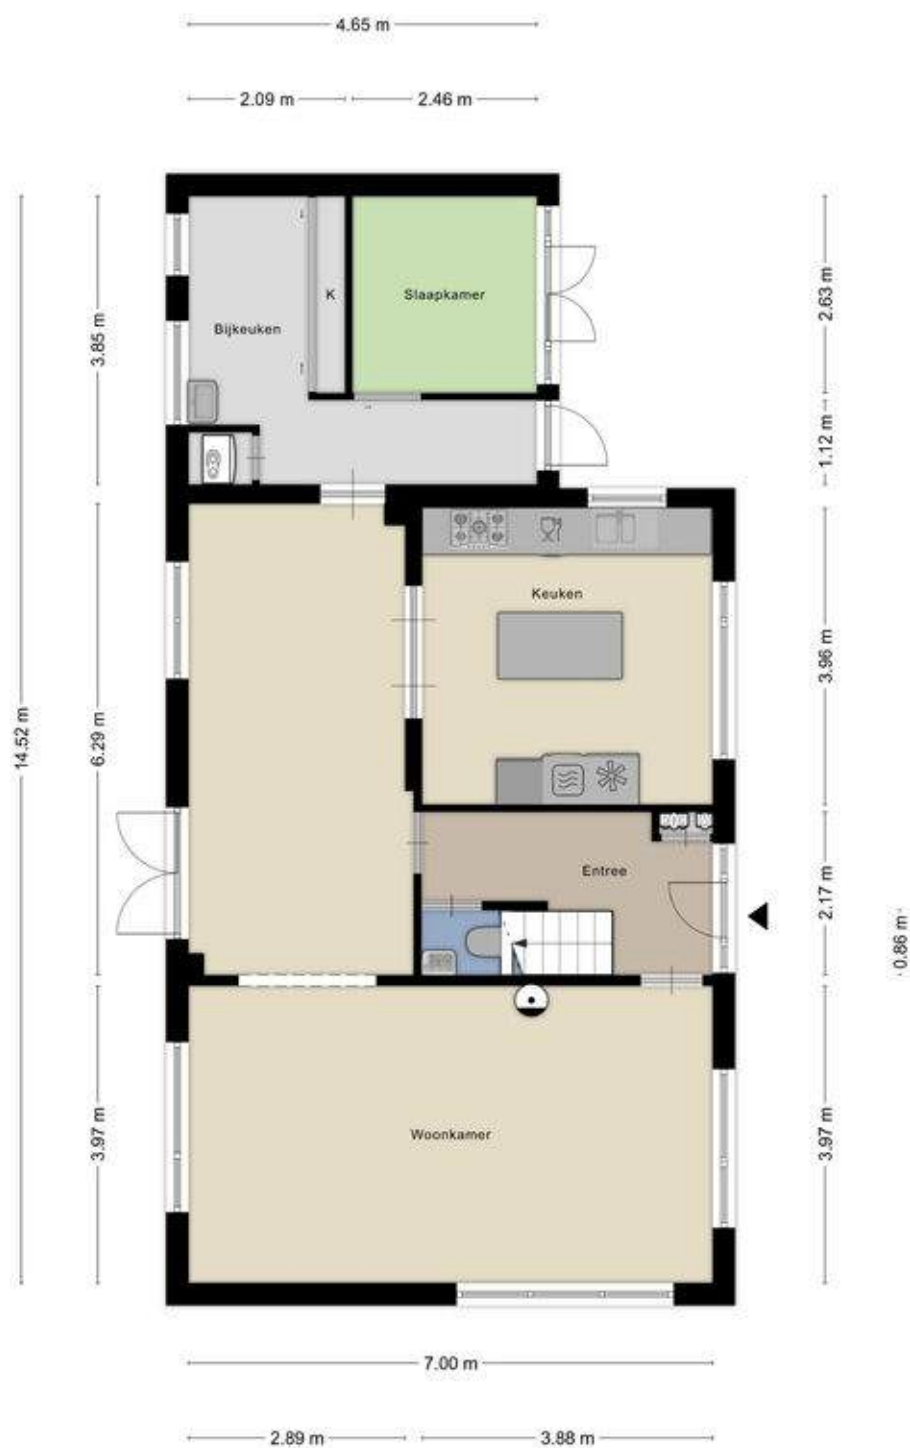 4.65 m
2.09 m
2.46 m
Slaapkamer
K
Bijkeuken
2.63 m
3.85 m
1.12 m
Keuken
3.96 m
14.52 m
6.29 m
Entree
2.17 m
0.86 m
Woonkamer
3.97 m
3.97 m
7.00 m
2.89 m
3.88 m